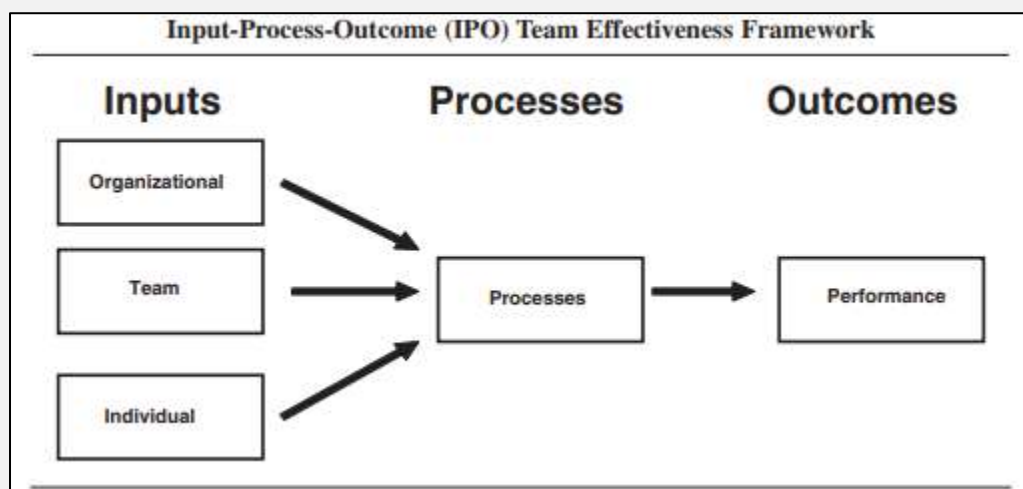 Input-Process-Outcome (IPO) Team Effectiveness Framework
Inputs Processes Outcomes
Organizational
Team
Individual
Processes
Performance